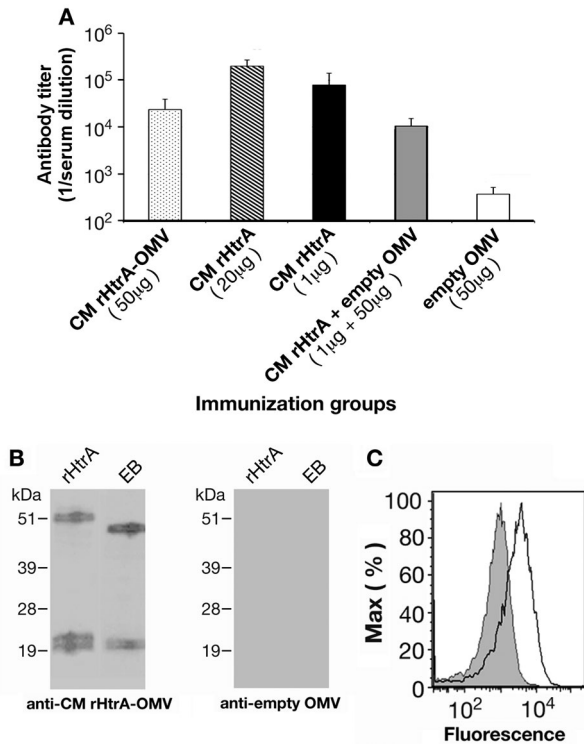 A
Antibody titer
(1/serum dilution)
10⁶
10⁵
10⁴
10³
10²
CM rHtrA-OMV
(50µg)
CM rHtrA
(20µg)
CM rHtrA
(1µg)
CM rHtrA + empty OMV
(1µg + 50µg)
empty OMV
(50µg)
Immunization groups
B
rHtrA EB
kDa
51
39
28
19
anti-CM rHtrA-OMV
rHtrA EB
kDa
51
39
28
19
anti-empty OMV
C
Max (%)
100
80
60
40
20
0
10² 10⁴
Fluorescence